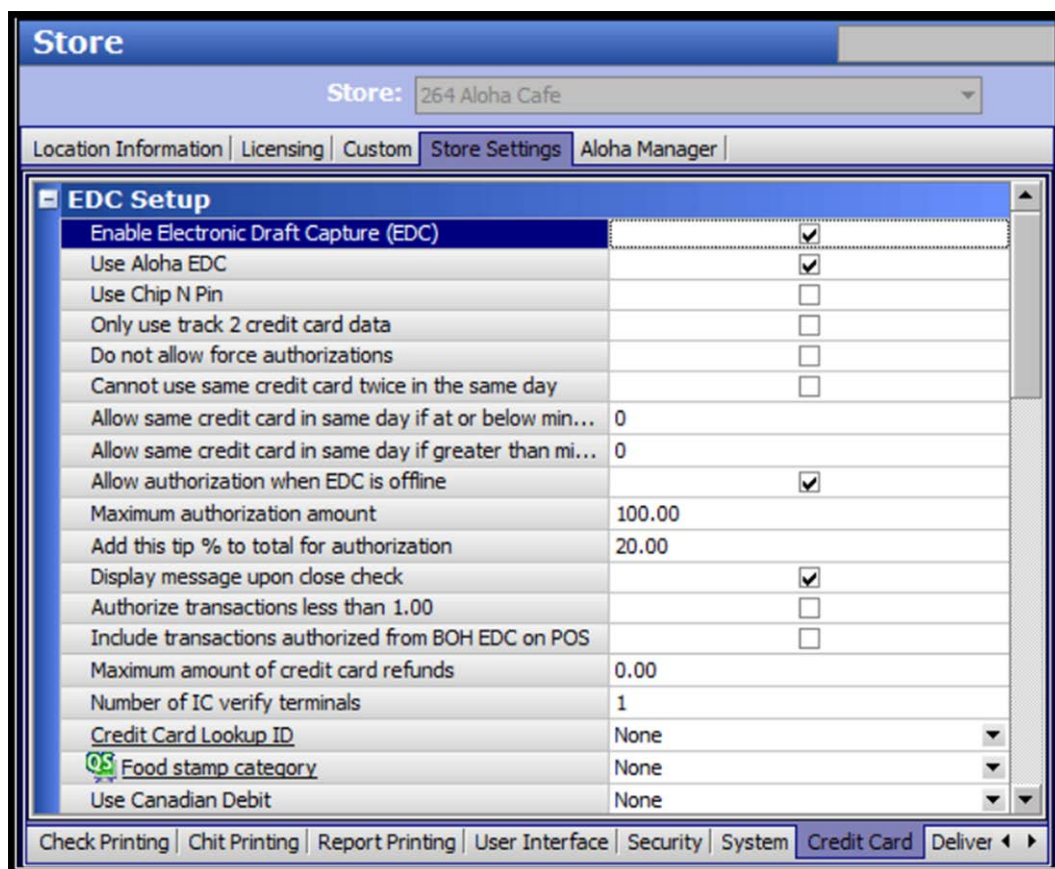 Store
Store: 264 Aloha Cafe
Location Information Licensing Custom Store Settings Aloha Manager
EDC Setup
Enable Electronic Draft Capture (EDC)
Use Aloha EDC
Use Chip N Pin
Only use track 2 credit card data
Do not allow force authorizations
Cannot use same credit card twice in the same day
Allow same credit card in same day if at or below min... 0
Allow same credit card in same day if greater than mi... 0
Allow authorization when EDC is offline
Maximum authorization amount 100.00
Add this tip % to total for authorization 20.00
Display message upon close check
Authorize transactions less than 1.00
Include transactions authorized from BOH EDC on POS
Maximum amount of credit card refunds 0.00
Number of IC verify terminals 1
Credit Card Lookup ID None
QS Food stamp category None
Use Canadian Debit None
Check Printing Chit Printing Report Printing User Interface Security System Credit Card Deliver